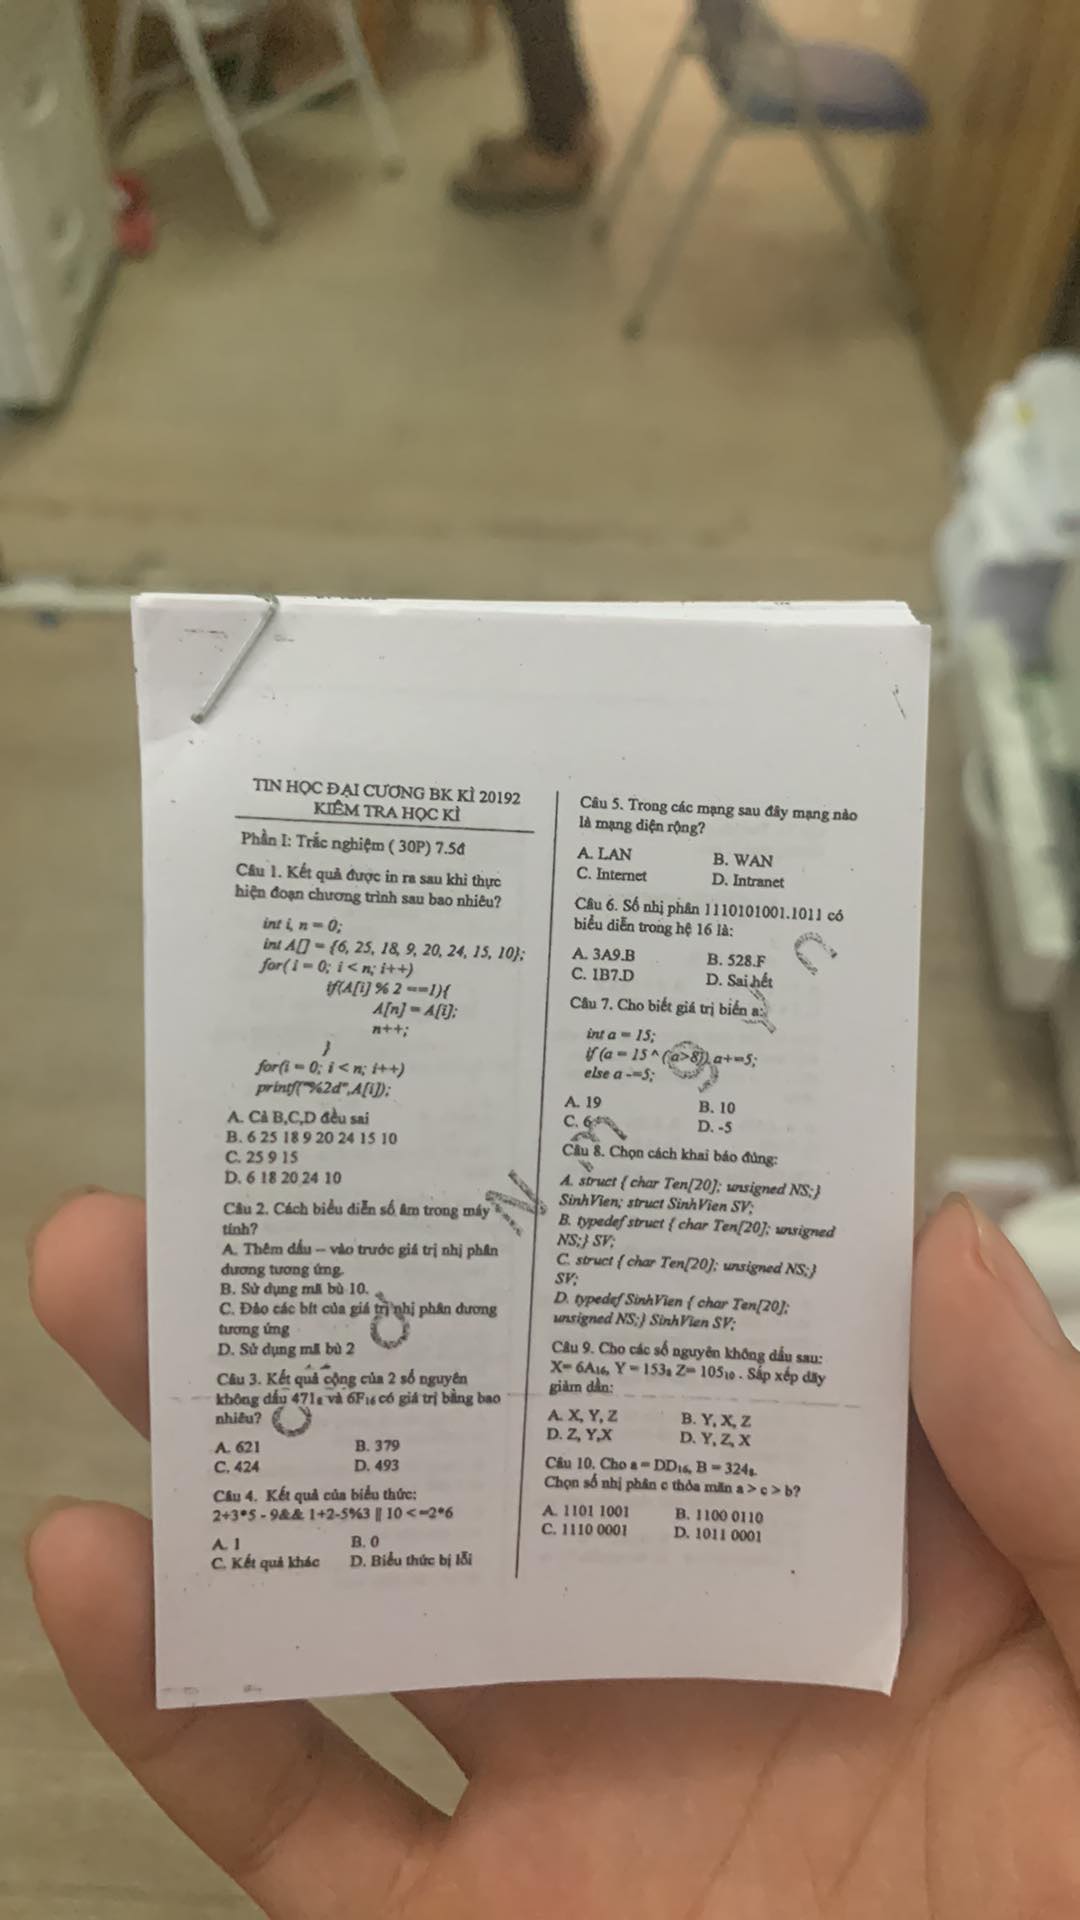 TIN HỌC ĐẠI CƯƠNG BK KÌ 20192
KIỂM TRA HỌC KÌ
Phần I: Trắc nghiệm ( 30P) 7.5đ
Câu 1. Kết quả được in ra sau khi thực
hiện đoạn chương trình sau bao nhiêu?
int i, n = 0;
int A[] = {6, 25, 18, 9, 20, 24, 15, 10};
for( i = 0; i < n; i++)
if(A[i] % 2 ==1){
A[n] = A[i];
n++;
}
for(i = 0; i < n; i++)
printf("%2d",A[i]);
A. Cả B,C,D đều sai
B. 6 25 18 9 20 24 15 10
C. 25 9 15
D. 6 18 20 24 10
Câu 2. Cách biểu diễn số âm trong máy
tính?
A. Thêm dấu – vào trước giá trị nhị phân
dương tương ứng.
B. Sử dụng mã bù 10.
C. Đảo các bít của giá trị nhị phân dương
tương ứng
D. Sử dụng mã bù 2
Câu 3. Kết quả cộng của 2 số nguyên
không dấu 471₈ và 6F₁₆ có giá trị bằng bao
nhiêu?
A. 621 B. 379
C. 424 D. 493
Câu 4. Kết quả của biểu thức:
2+3*5 - 9&& 1+2-5%3 || 10 <=2*6
A. 1 B. 0
C. Kết quả khác D. Biểu thức bị lỗi
Câu 5. Trong các mạng sau đây mạng nào
là mạng diện rộng?
A. LAN B. WAN
C. Internet D. Intranet
Câu 6. Số nhị phân 1110101001.1011 có
biểu diễn trong hệ 16 là:
A. 3A9.B B. 528.F
C. 1B7.D D. Sai hết
Câu 7. Cho biết giá trị biến a:
int a = 15;
if (a = 15 ^ (a>8)) a+=5;
else a -=5;
A. 19 B. 10
C. 6 D. -5
Câu 8. Chọn cách khai báo đúng:
A. struct { char Ten[20]; unsigned NS;}
SinhVien; struct SinhVien SV;
B. typedef struct { char Ten[20]; unsigned
NS;} SV;
C. struct { char Ten[20]; unsigned NS;}
SV;
D. typedef SinhVien { char Ten[20];
unsigned NS;} SinhVien SV;
Câu 9. Cho các số nguyên không dấu sau:
X= 6A₁₆, Y = 153₈ Z= 105₁₀ . Sắp xếp dãy
giảm dần:
A. X, Y, Z B. Y, X, Z
D. Z, Y,X D. Y, Z, X
Câu 10. Cho a = DD₁₆, B = 324₈.
Chọn số nhị phân c thỏa mãn a > c > b?
A. 1101 1001 B. 1100 0110
C. 1110 0001 D. 1011 0001